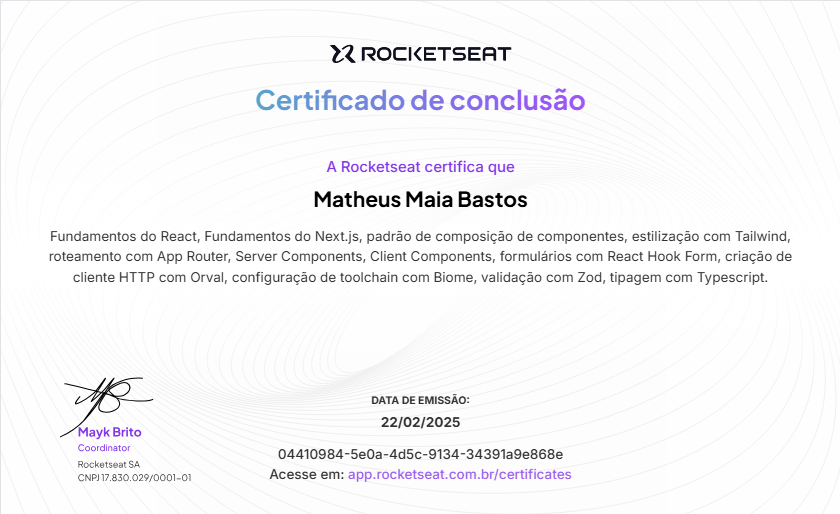 ROCKETSEAT
Certificado de conclusão
A Rocketseat certifica que
Matheus Maia Bastos
Fundamentos do React, Fundamentos do Next.js, padrão de composição de componentes, estilização com Tailwind,
roteamento com App Router, Server Components, Client Components, formulários com React Hook Form, criação de
cliente HTTP com Orval, configuração de toolchain com Biome, validação com Zod, tipagem com Typescript.
Mayk Brito
Coordinator
Rocketseat SA
CNPJ 17.830.029/0001-01
DATA DE EMISSÃO:
22/02/2025
04410984-5e0a-4d5c-9134-34391a9e868e
Acesse em: app.rocketseat.com.br/certificates